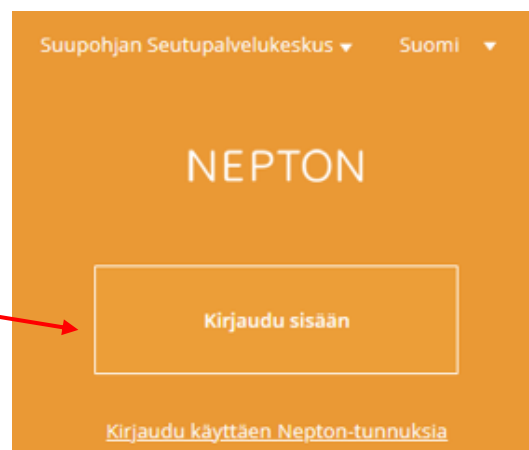 Suupohjan Seutupalvelukeskus Suomi
NEPTON
Kirjaudu sisään
Kirjaudu käyttäen Nepton-tunnuksia